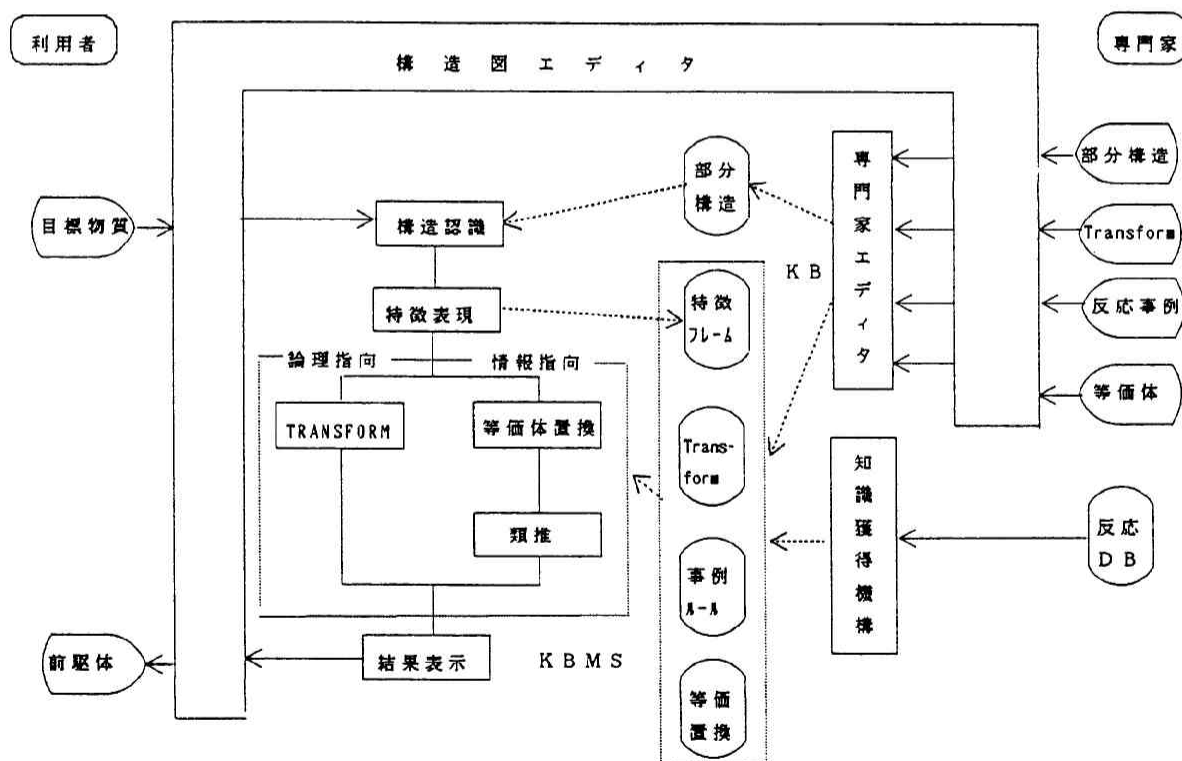 利用者
専門家
構造図エディタ
部分構造
専門家エディタ
部分
構造
目標物質
構造認識
Transform
KB
特徴表現
特徴
フレーム
反応事例
論理指向
情報指向
等価体
TRANSFORM
等価体置換
Trans-
form
知識獲得機構
類推
反応
DB
事例
ルール
前駆体
結果表示
KBMS
等価
置換